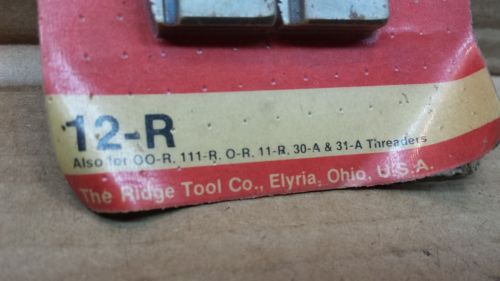 12-R
Also for OO-R, 111-R, O-R, 11-R, 30-A & 31-A Threaders
The Ridge Tool Co., Elyria, Ohio, U.S.A.